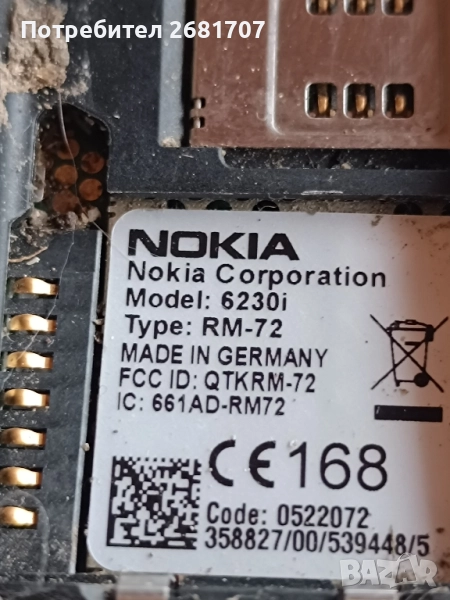 Потребител 2681707
NOKIA
Nokia Corporation
Model: 6230i
Type: RM-72
MADE IN GERMANY
FCC ID: QTKRM-72
IC: 661AD-RM72
CE168
Code: 0522072
358827/00/539448/5
BAZAR